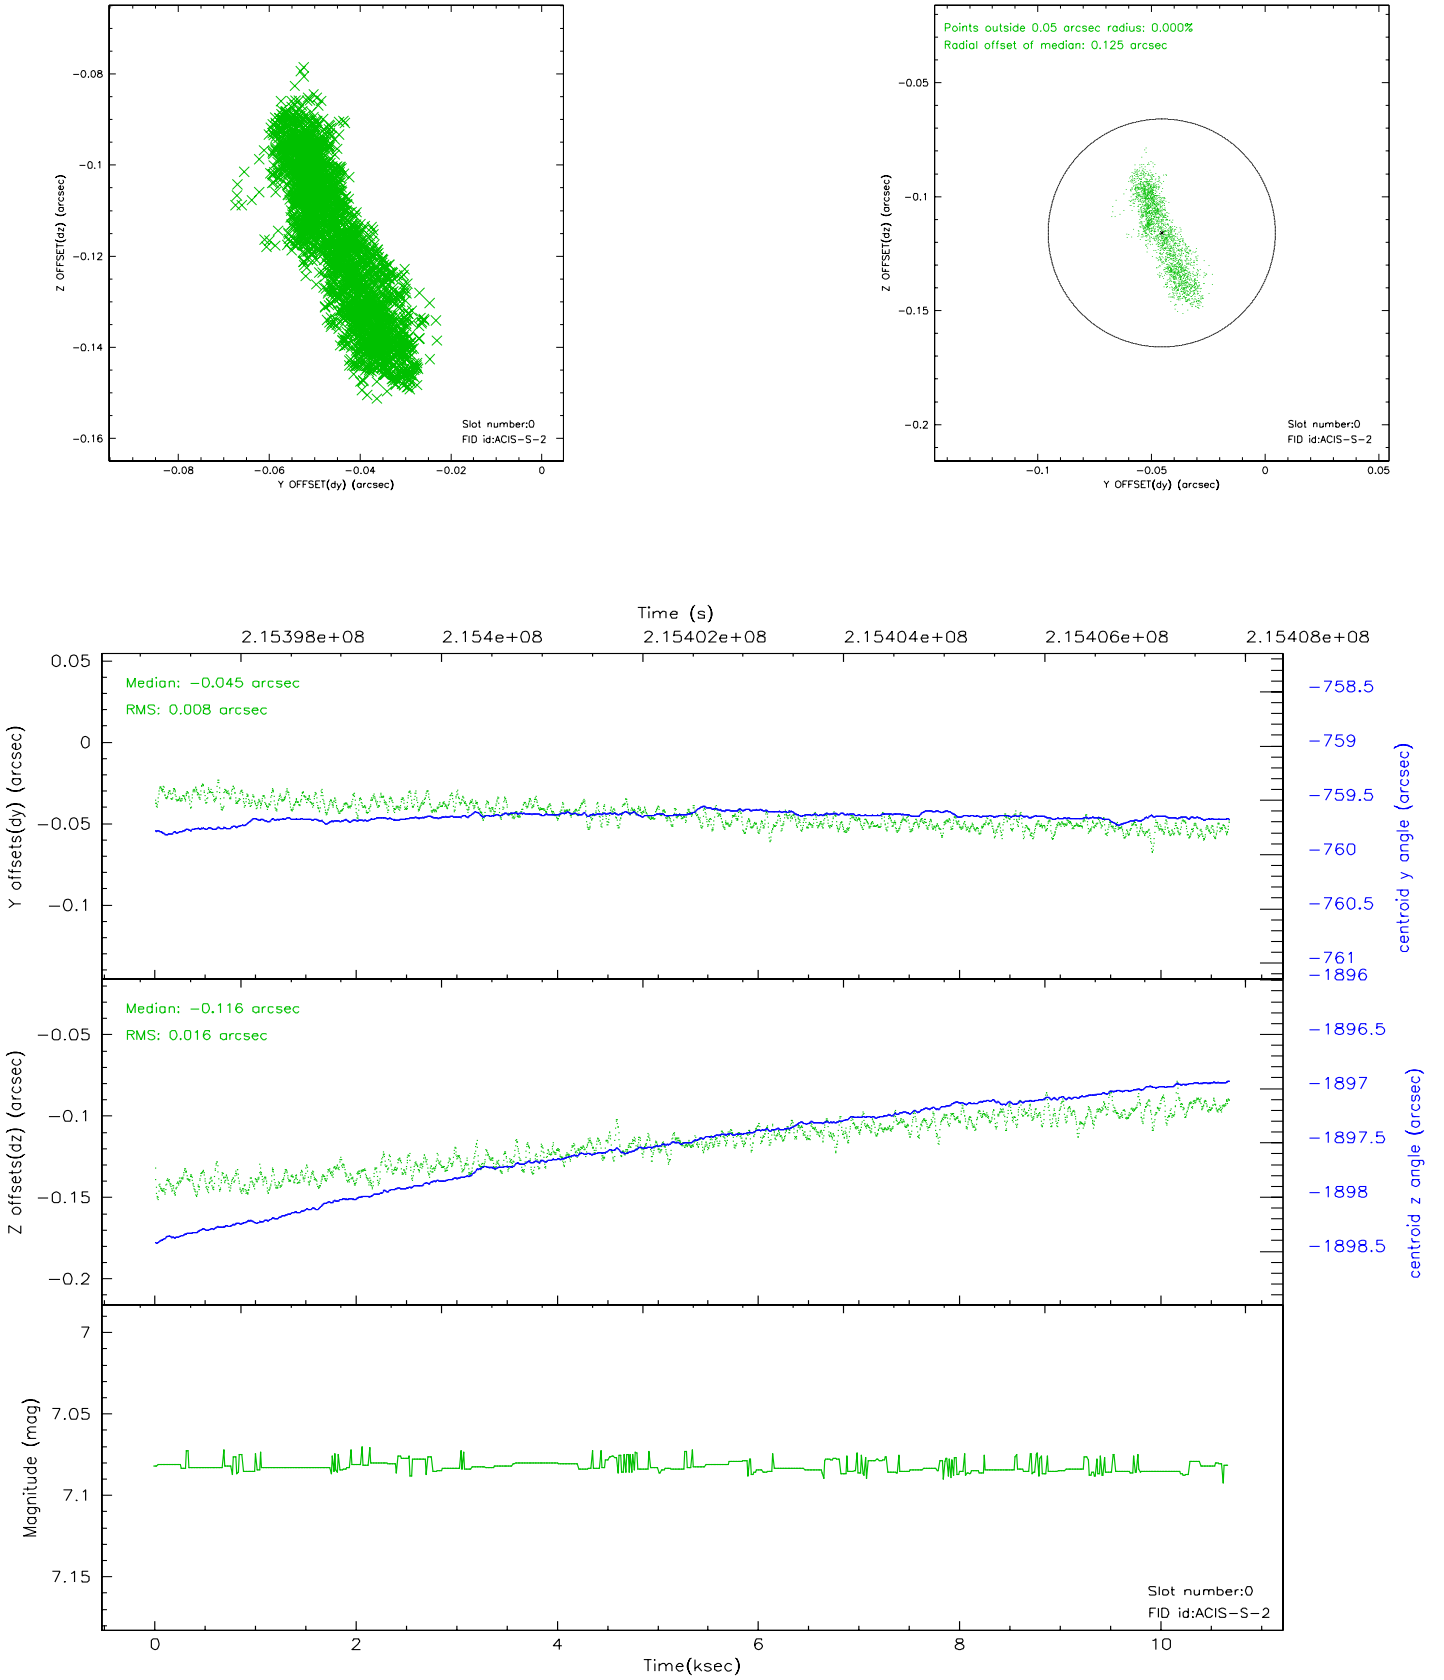 −0.08
−0.1
−0.12
−0.14
−0.16
Z OFFSET(dz) (arcsec)
Slot number:0
FID id:ACIS−S−2
−0.08 −0.06 −0.04 −0.02 0
Y OFFSET(dy) (arcsec)
Points outside 0.05 arcsec radius: 0.000%
Radial offset of median: 0.125 arcsec
−0.05
−0.1
−0.15
−0.2
Z OFFSET(dz) (arcsec)
Slot number:0
FID id:ACIS−S−2
−0.1 −0.05 0 0.05
Y OFFSET(dy) (arcsec)
Time (s)
2.15398e+08 2.154e+08 2.15402e+08 2.15404e+08 2.15406e+08 2.15408e+08
Median: −0.045 arcsec
RMS: 0.008 arcsec
0.05
0
−0.05
−0.1
Y offsets(dy) (arcsec)
−758.5
−759
−759.5
−760
−760.5
−761
centroid y angle (arcsec)
Median: −0.116 arcsec
RMS: 0.016 arcsec
−0.05
−0.1
−0.15
−0.2
Z offsets(dz) (arcsec)
−1896
−1896.5
−1897
−1897.5
−1898
−1898.5
centroid z angle (arcsec)
7
7.05
7.1
7.15
Magnitude (mag)
Slot number:0
FID id:ACIS−S−2
0 2 4 6 8 10
Time(ksec)